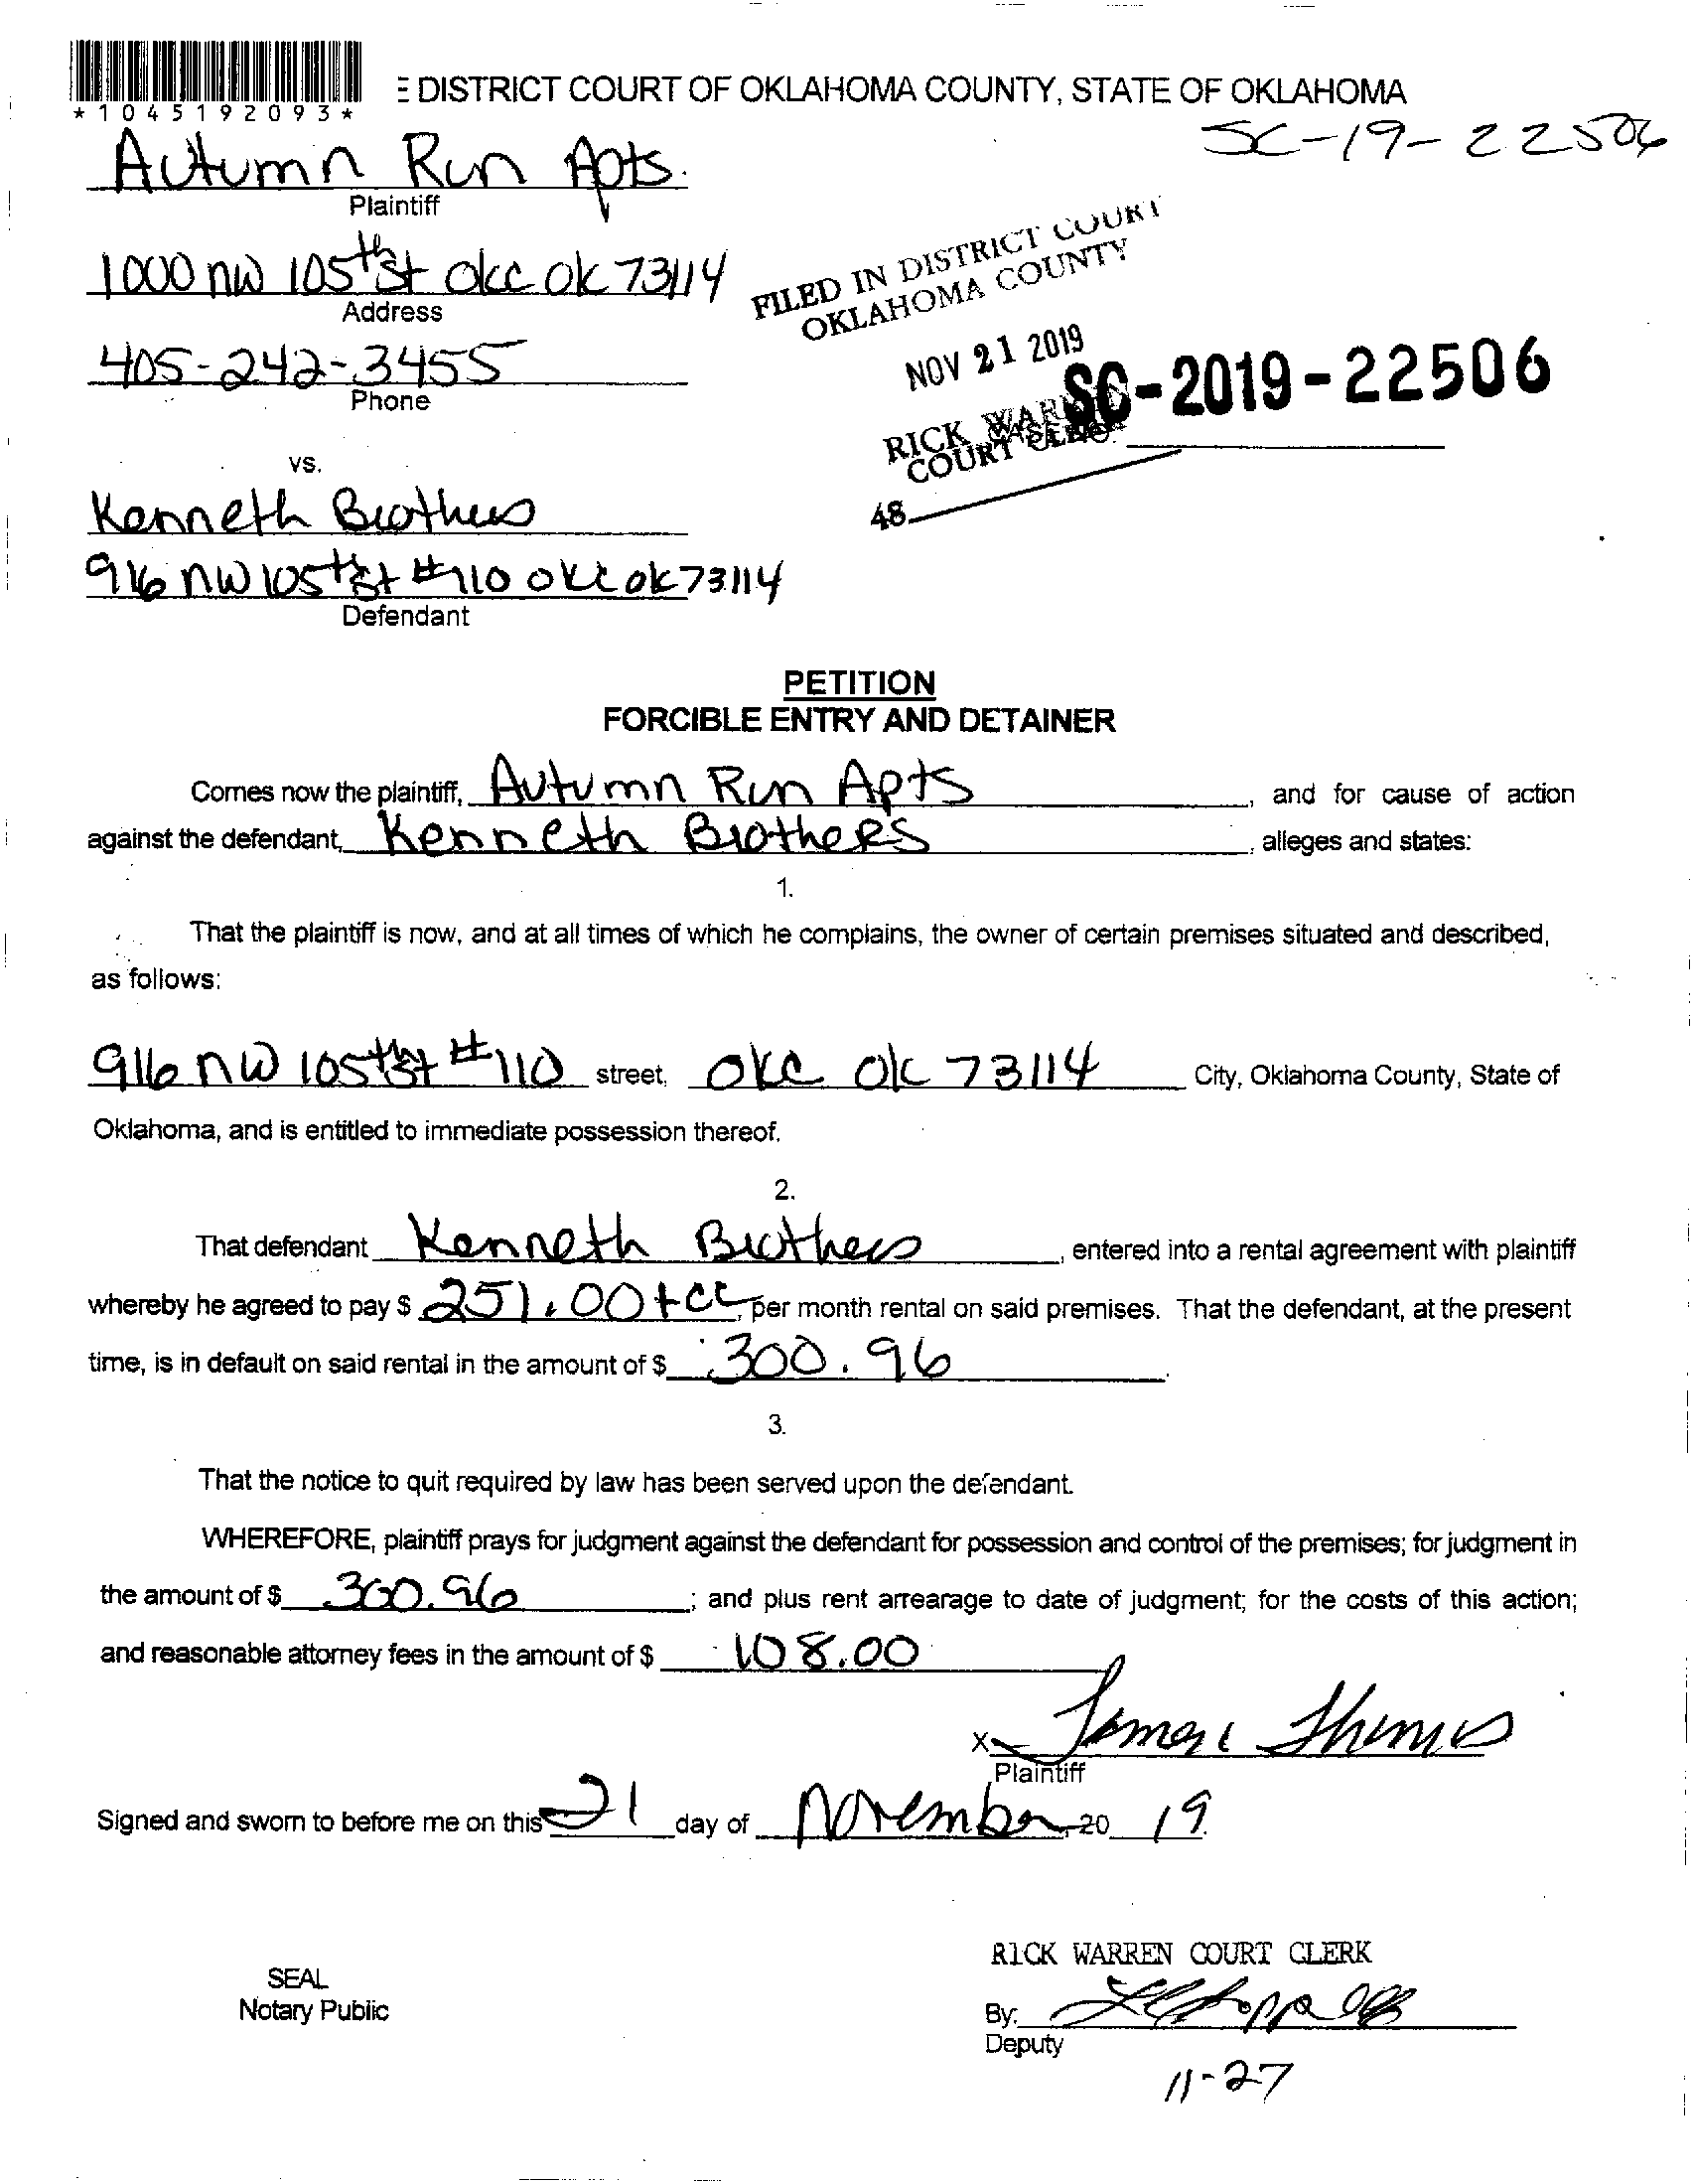 *1045192093*
DISTRICT COURT OF OKLAHOMA COUNTY, STATE OF OKLAHOMA
SC-19-22506
Autumn Run Apts.
Plaintiff
1000 NW 105th St OKC OK 73114
Address
FILED IN DISTRICT COURT
OKLAHOMA COUNTY
405-242-3455
Phone
NOV 21 2019
SC-2019-22506
RICK WARREN
COURT CLERK
CASE NO.
48
vs.
Kenneth Brothers
916 NW 105th St #110 OKC OK 73114
Defendant
PETITION
FORCIBLE ENTRY AND DETAINER
Comes now the plaintiff, Autumn Run Apts, and for cause of action
against the defendant, Kenneth Brothers, alleges and states:
1.
That the plaintiff is now, and at all times of which he complains, the owner of certain premises situated and described,
as follows:
916 NW 105th St #110 street, OKC OK 73114 City, Oklahoma County, State of
Oklahoma, and is entitled to immediate possession thereof.
2.
That defendant Kenneth Brothers, entered into a rental agreement with plaintiff
whereby he agreed to pay $ 251.00+CC, per month rental on said premises. That the defendant, at the present
time, is in default on said rental in the amount of $ 300.96.
3.
That the notice to quit required by law has been served upon the defendant.
WHEREFORE, plaintiff prays for judgment against the defendant for possession and control of the premises; for judgment in
the amount of $ 300.96; and plus rent arrearage to date of judgment; for the costs of this action;
and reasonable attorney fees in the amount of $ 108.00
X
Plaintiff
Signed and sworn to before me on this 21 day of November, 20 19.
RICK WARREN COURT CLERK
SEAL
Notary Public
By:
Deputy
11-27